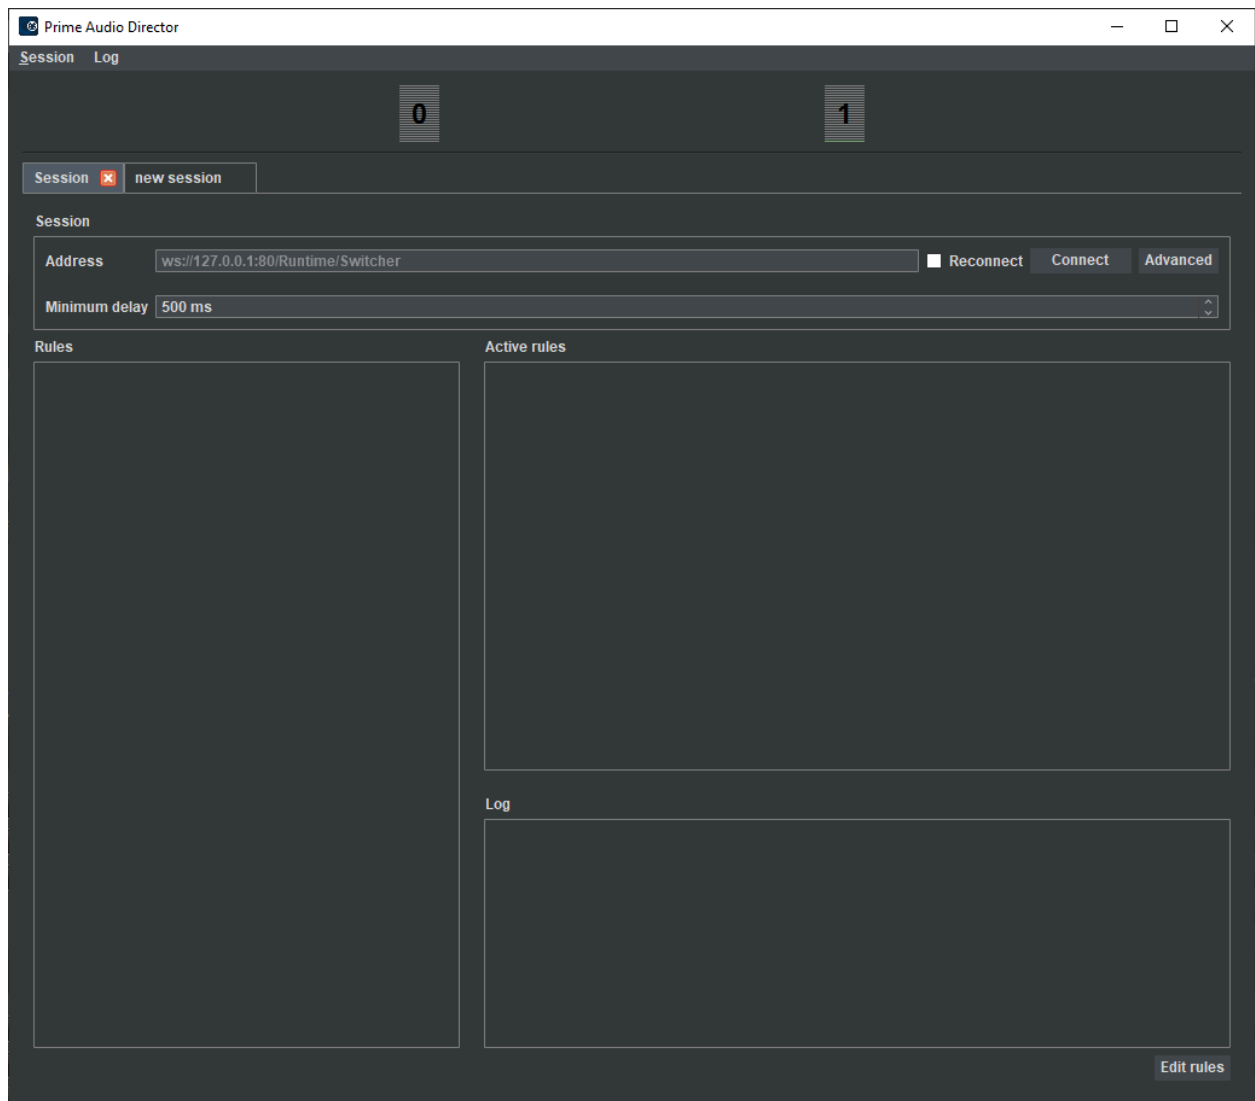 Prime Audio Director
Session Log
0 1
Session new session
Session
Address ws://127.0.0.1:80/Runtime/Switcher Reconnect Connect Advanced
Minimum delay 500 ms
Rules Active rules
Log
Edit rules